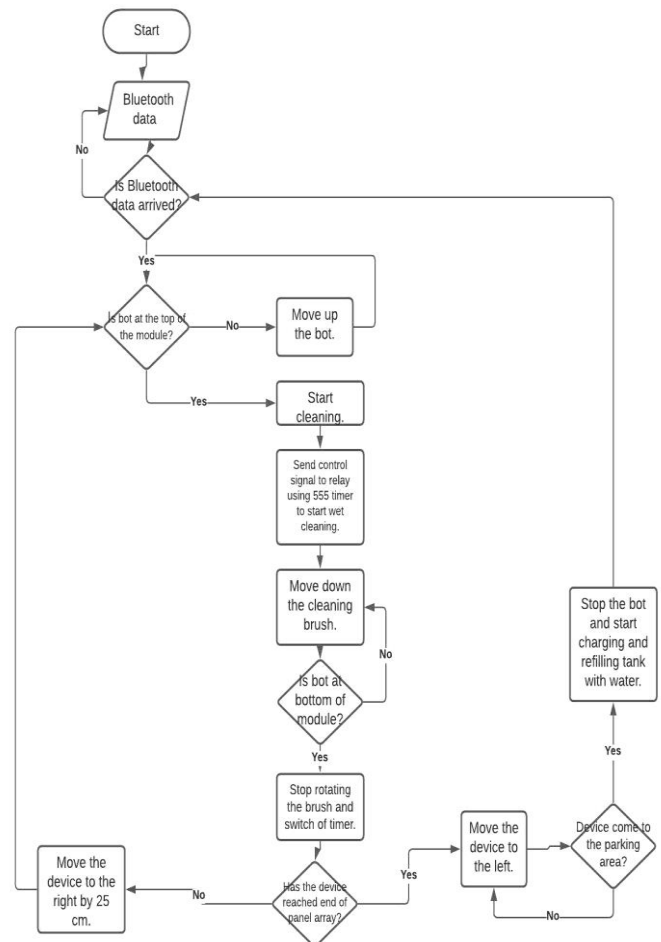 Start
Bluetooth
data
No
Is Bluetooth
data arrived?
Yes
Is bot at the top of
the module?
No
Move up
the bot.
Yes
Start
cleaning.
Send control
signal to relay
using 555 timer
to start wet
cleaning.
Move down
the cleaning
brush.
No
Is bot at
bottom of
module?
Yes
Stop rotating
the brush and
switch of timer.
Has the device
reached end of
panel array?
No
Move the
device to the
right by 25
cm.
Yes
Move the
device to
the left.
Device come to
the parking
area?
No
Yes
Stop the bot
and start
charging and
refilling tank
with water.